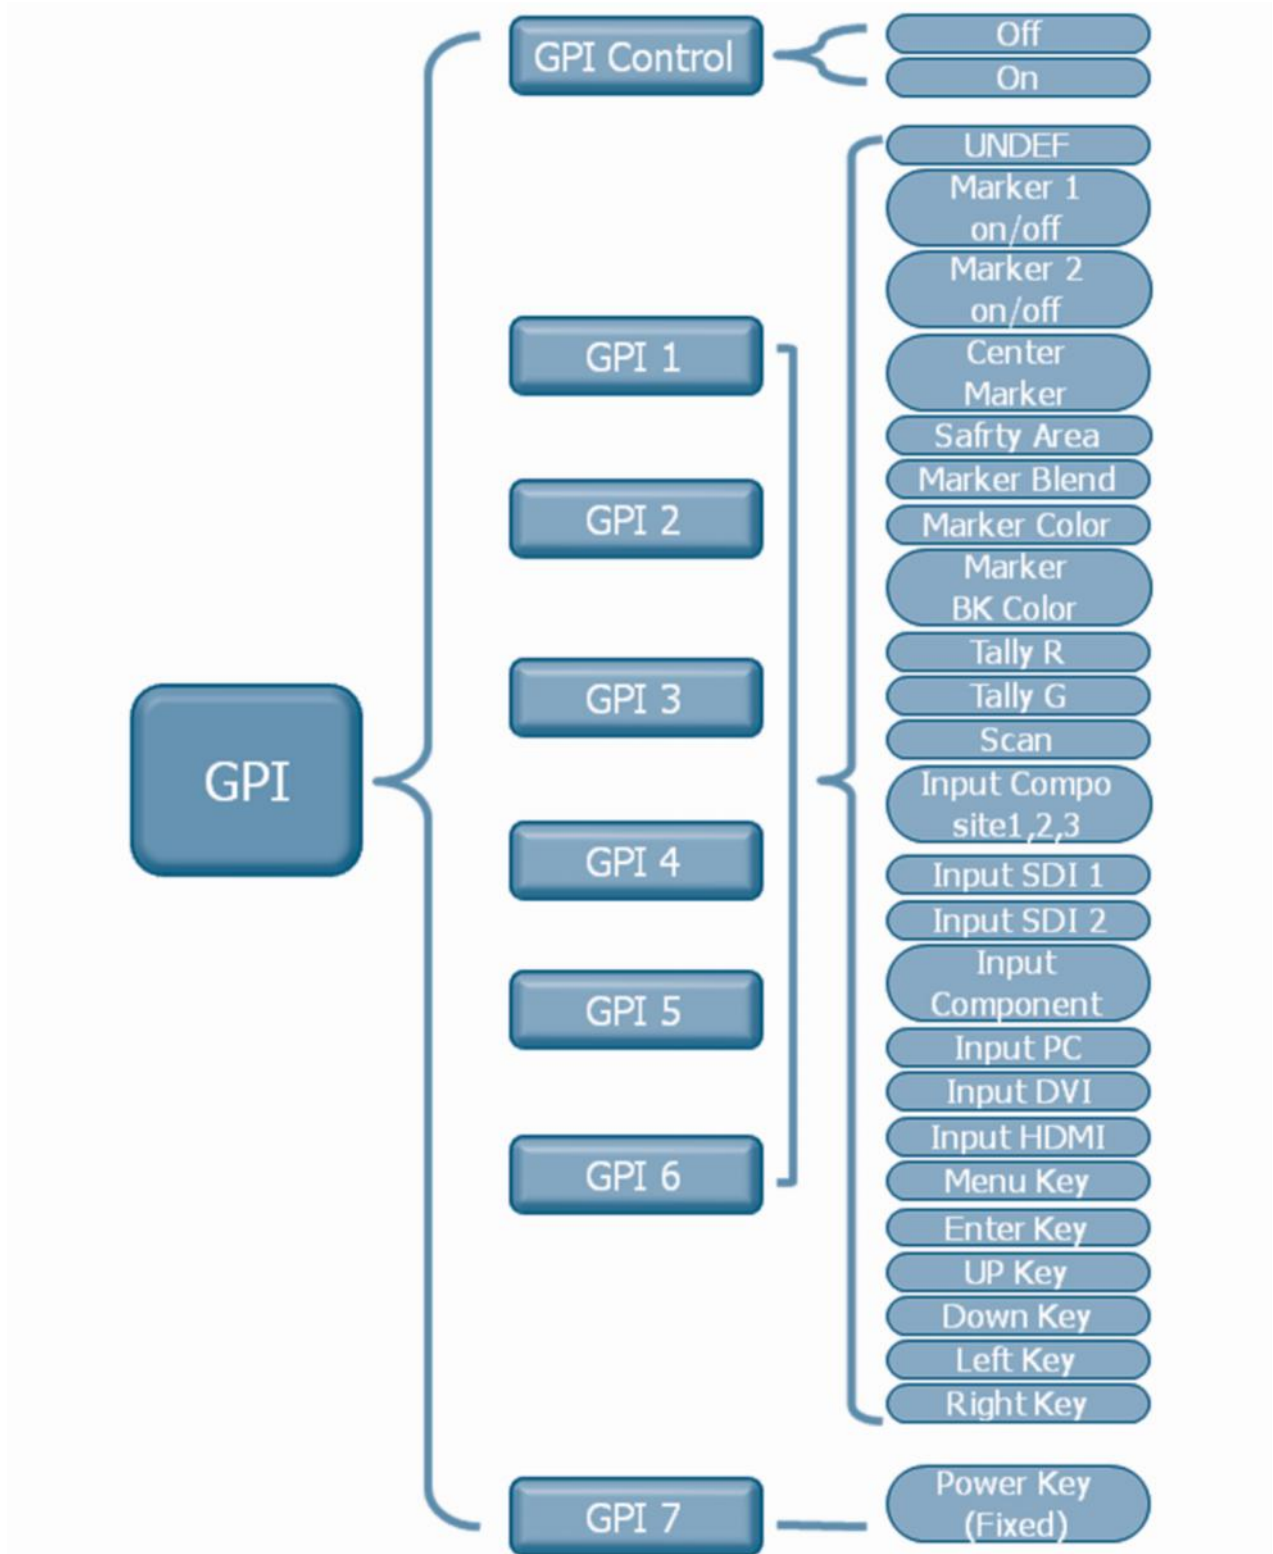 GPI
GPI Control
Off
On
GPI 1
GPI 2
GPI 3
GPI 4
GPI 5
GPI 6
UNDEF
Marker 1
on/off
Marker 2
on/off
Center
Marker
Safrty Area
Marker Blend
Marker Color
Marker
BK Color
Tally R
Tally G
Scan
Input Compo
site1,2,3
Input SDI 1
Input SDI 2
Input
Component
Input PC
Input DVI
Input HDMI
Menu Key
Enter Key
UP Key
Down Key
Left Key
Right Key
GPI 7
Power Key
(Fixed)